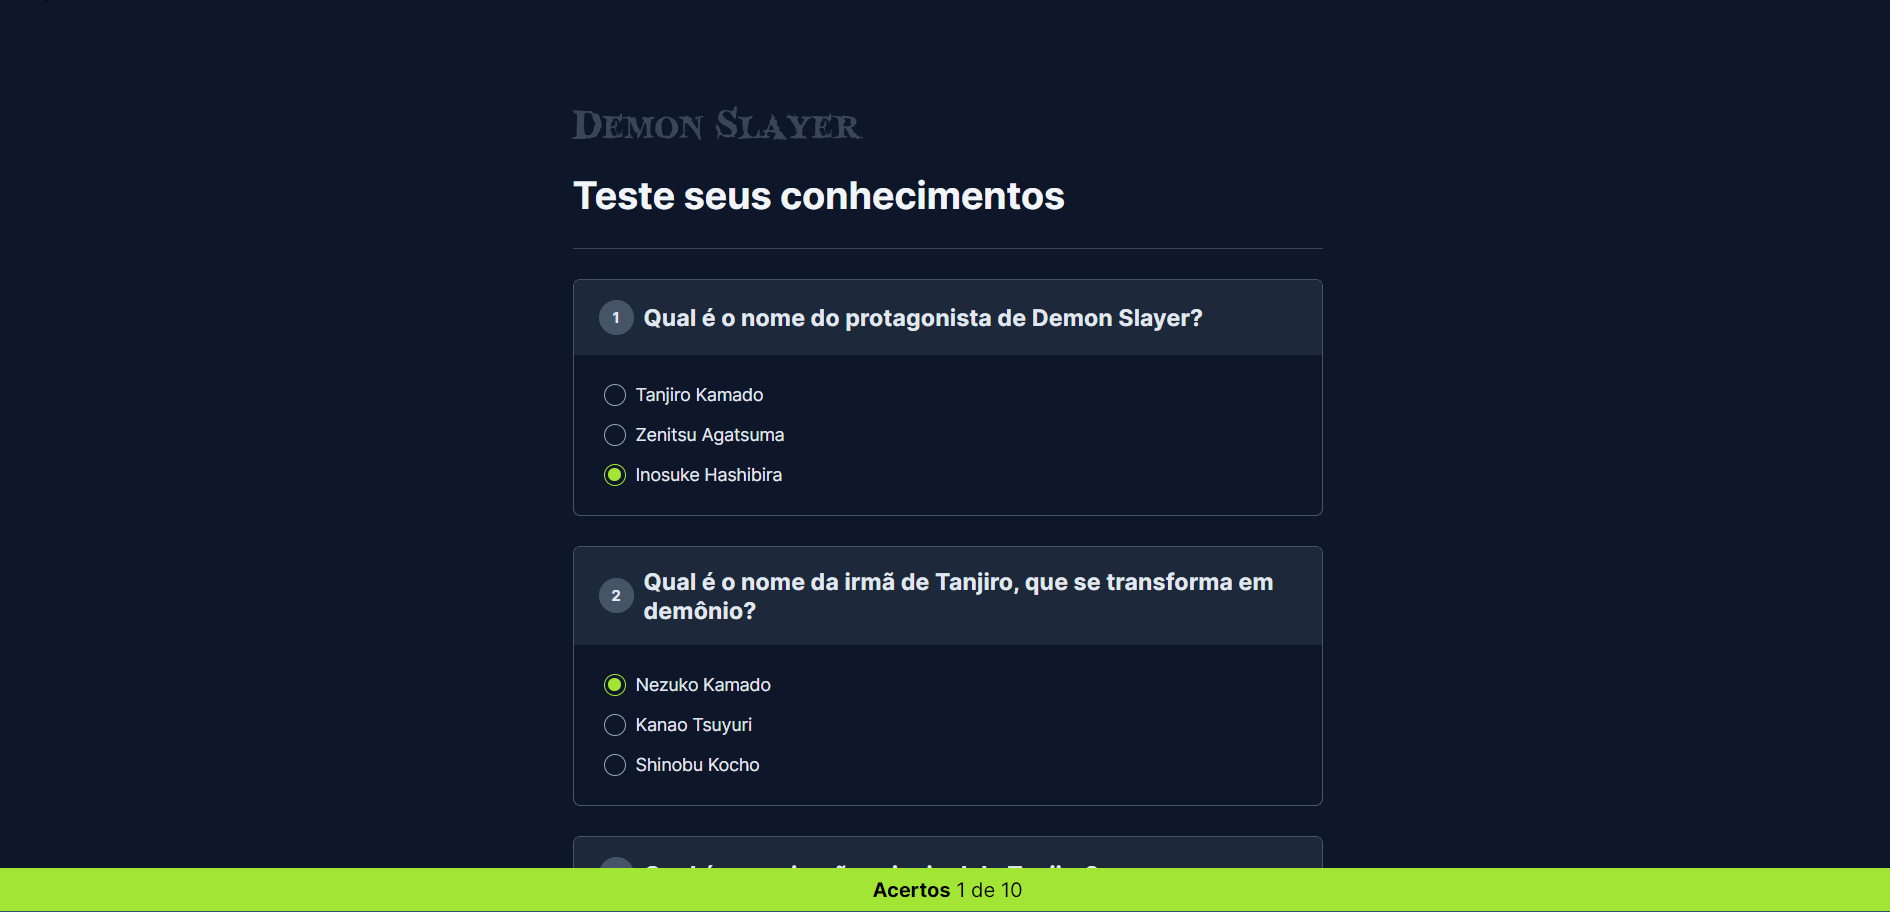 Demon Slayer
Teste seus conhecimentos
1 Qual é o nome do protagonista de Demon Slayer?
Tanjiro Kamado
Zenitsu Agatsuma
Inosuke Hashibira
2 Qual é o nome da irmã de Tanjiro, que se transforma em
demônio?
Nezuko Kamado
Kanao Tsuyuri
Shinobu Kocho
Acertos 1 de 10